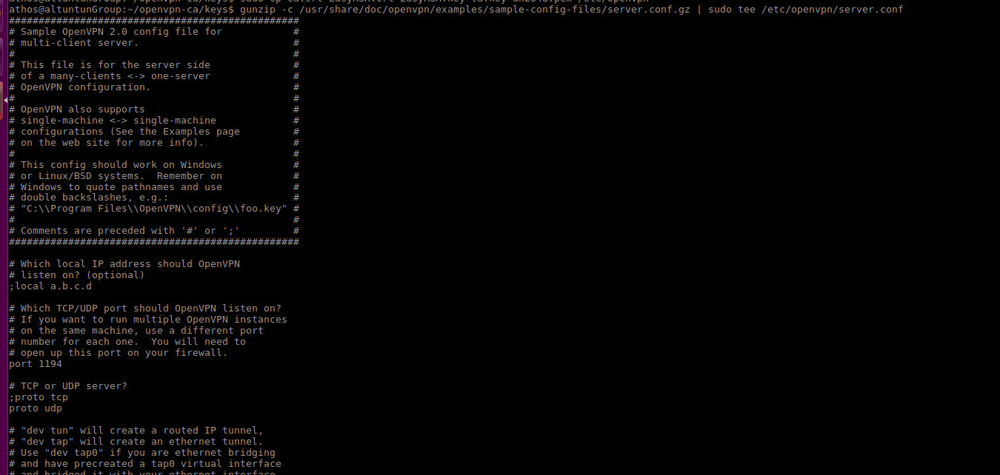 athos@altuntunGroup:~/openvpn-ca/keys$ gunzip -c /usr/share/doc/openvpn/examples/sample-config-files/server.conf.gz | sudo tee /etc/openvpn/server.conf
#################################################
# Sample OpenVPN 2.0 config file for            #
# multi-client server.                          #
#                                               #
# This file is for the server side              #
# of a many-clients <-> one-server              #
# OpenVPN configuration.                        #
#                                               #
# OpenVPN also supports                         #
# single-machine <-> single-machine             #
# configurations (See the Examples page         #
# on the web site for more info).               #
#                                               #
# This config should work on Windows            #
# or Linux/BSD systems.  Remember on            #
# Windows to quote pathnames and use            #
# double backslashes, e.g.:                     #
# "C:\\Program Files\\OpenVPN\\config\\foo.key" #
#                                               #
# Comments are preceded with '#' or ';'         #
#################################################
# Which local IP address should OpenVPN
# listen on? (optional)
;local a.b.c.d
# Which TCP/UDP port should OpenVPN listen on?
# If you want to run multiple OpenVPN instances
# on the same machine, use a different port
# number for each one.  You will need to
# open up this port on your firewall.
port 1194
# TCP or UDP server?
;proto tcp
proto udp
# "dev tun" will create a routed IP tunnel,
# "dev tap" will create an ethernet tunnel.
# Use "dev tap0" if you are ethernet bridging
# and have precreated a tap0 virtual interface
# and bridged it with your ethernet interface.